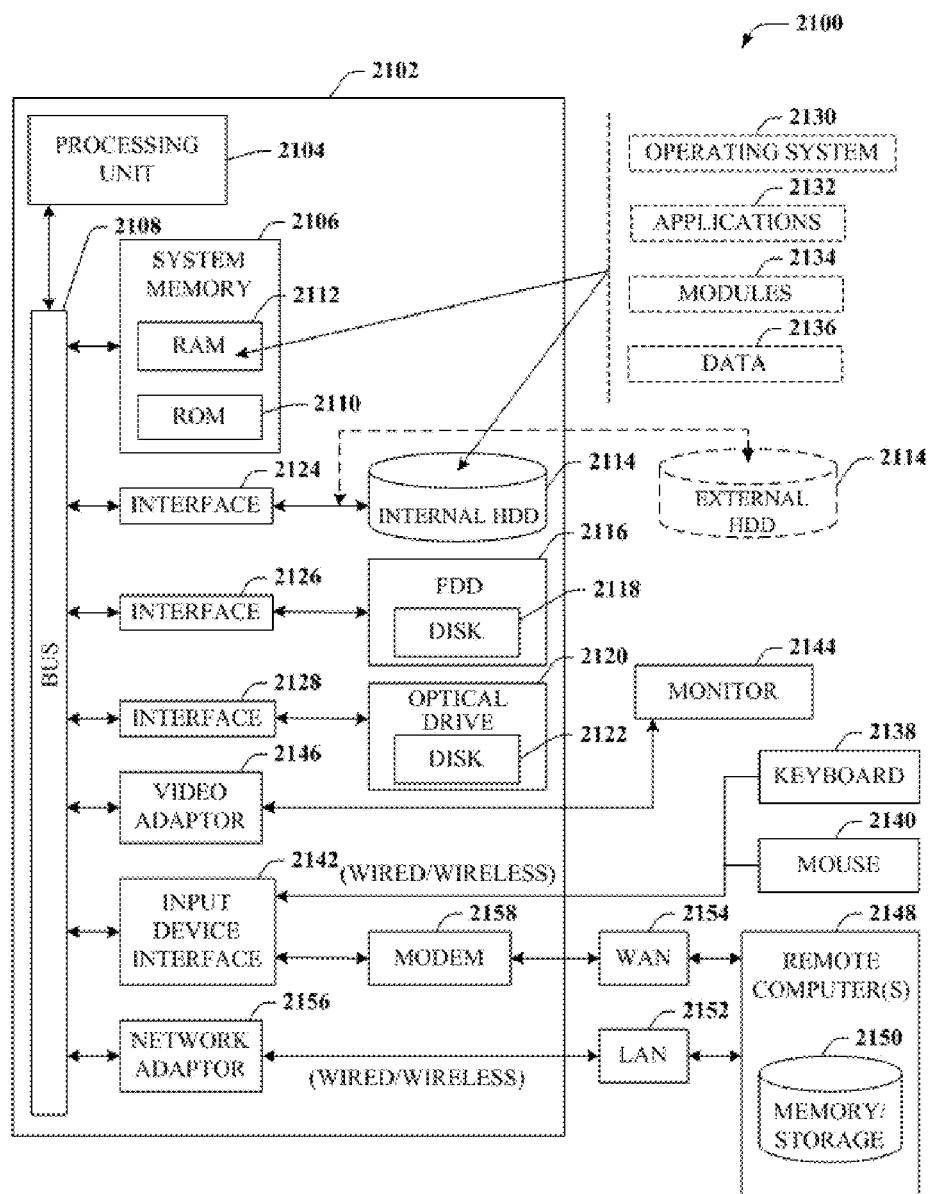 2100
2102
PROCESSING
UNIT
2104
2130
OPERATING SYSTEM
2132
APPLICATIONS
2134
MODULES
2136
DATA
2108
2106
SYSTEM
MEMORY
2112
RAM
2110
ROM
2124
INTERFACE
2114
INTERNAL HDD
2114
EXTERNAL
HDD
2126
INTERFACE
2116
FDD
2118
DISK
BUS
2128
INTERFACE
2120
OPTICAL
DRIVE
2122
DISK
2144
MONITOR
2146
VIDEO
ADAPTOR
2138
KEYBOARD
2140
MOUSE
2142
(WIRED/WIRELESS)
INPUT
DEVICE
INTERFACE
2158
MODEM
2154
WAN
2148
REMOTE
COMPUTER(S)
2156
NETWORK
ADAPTOR
(WIRED/WIRELESS)
2152
LAN
2150
MEMORY/
STORAGE